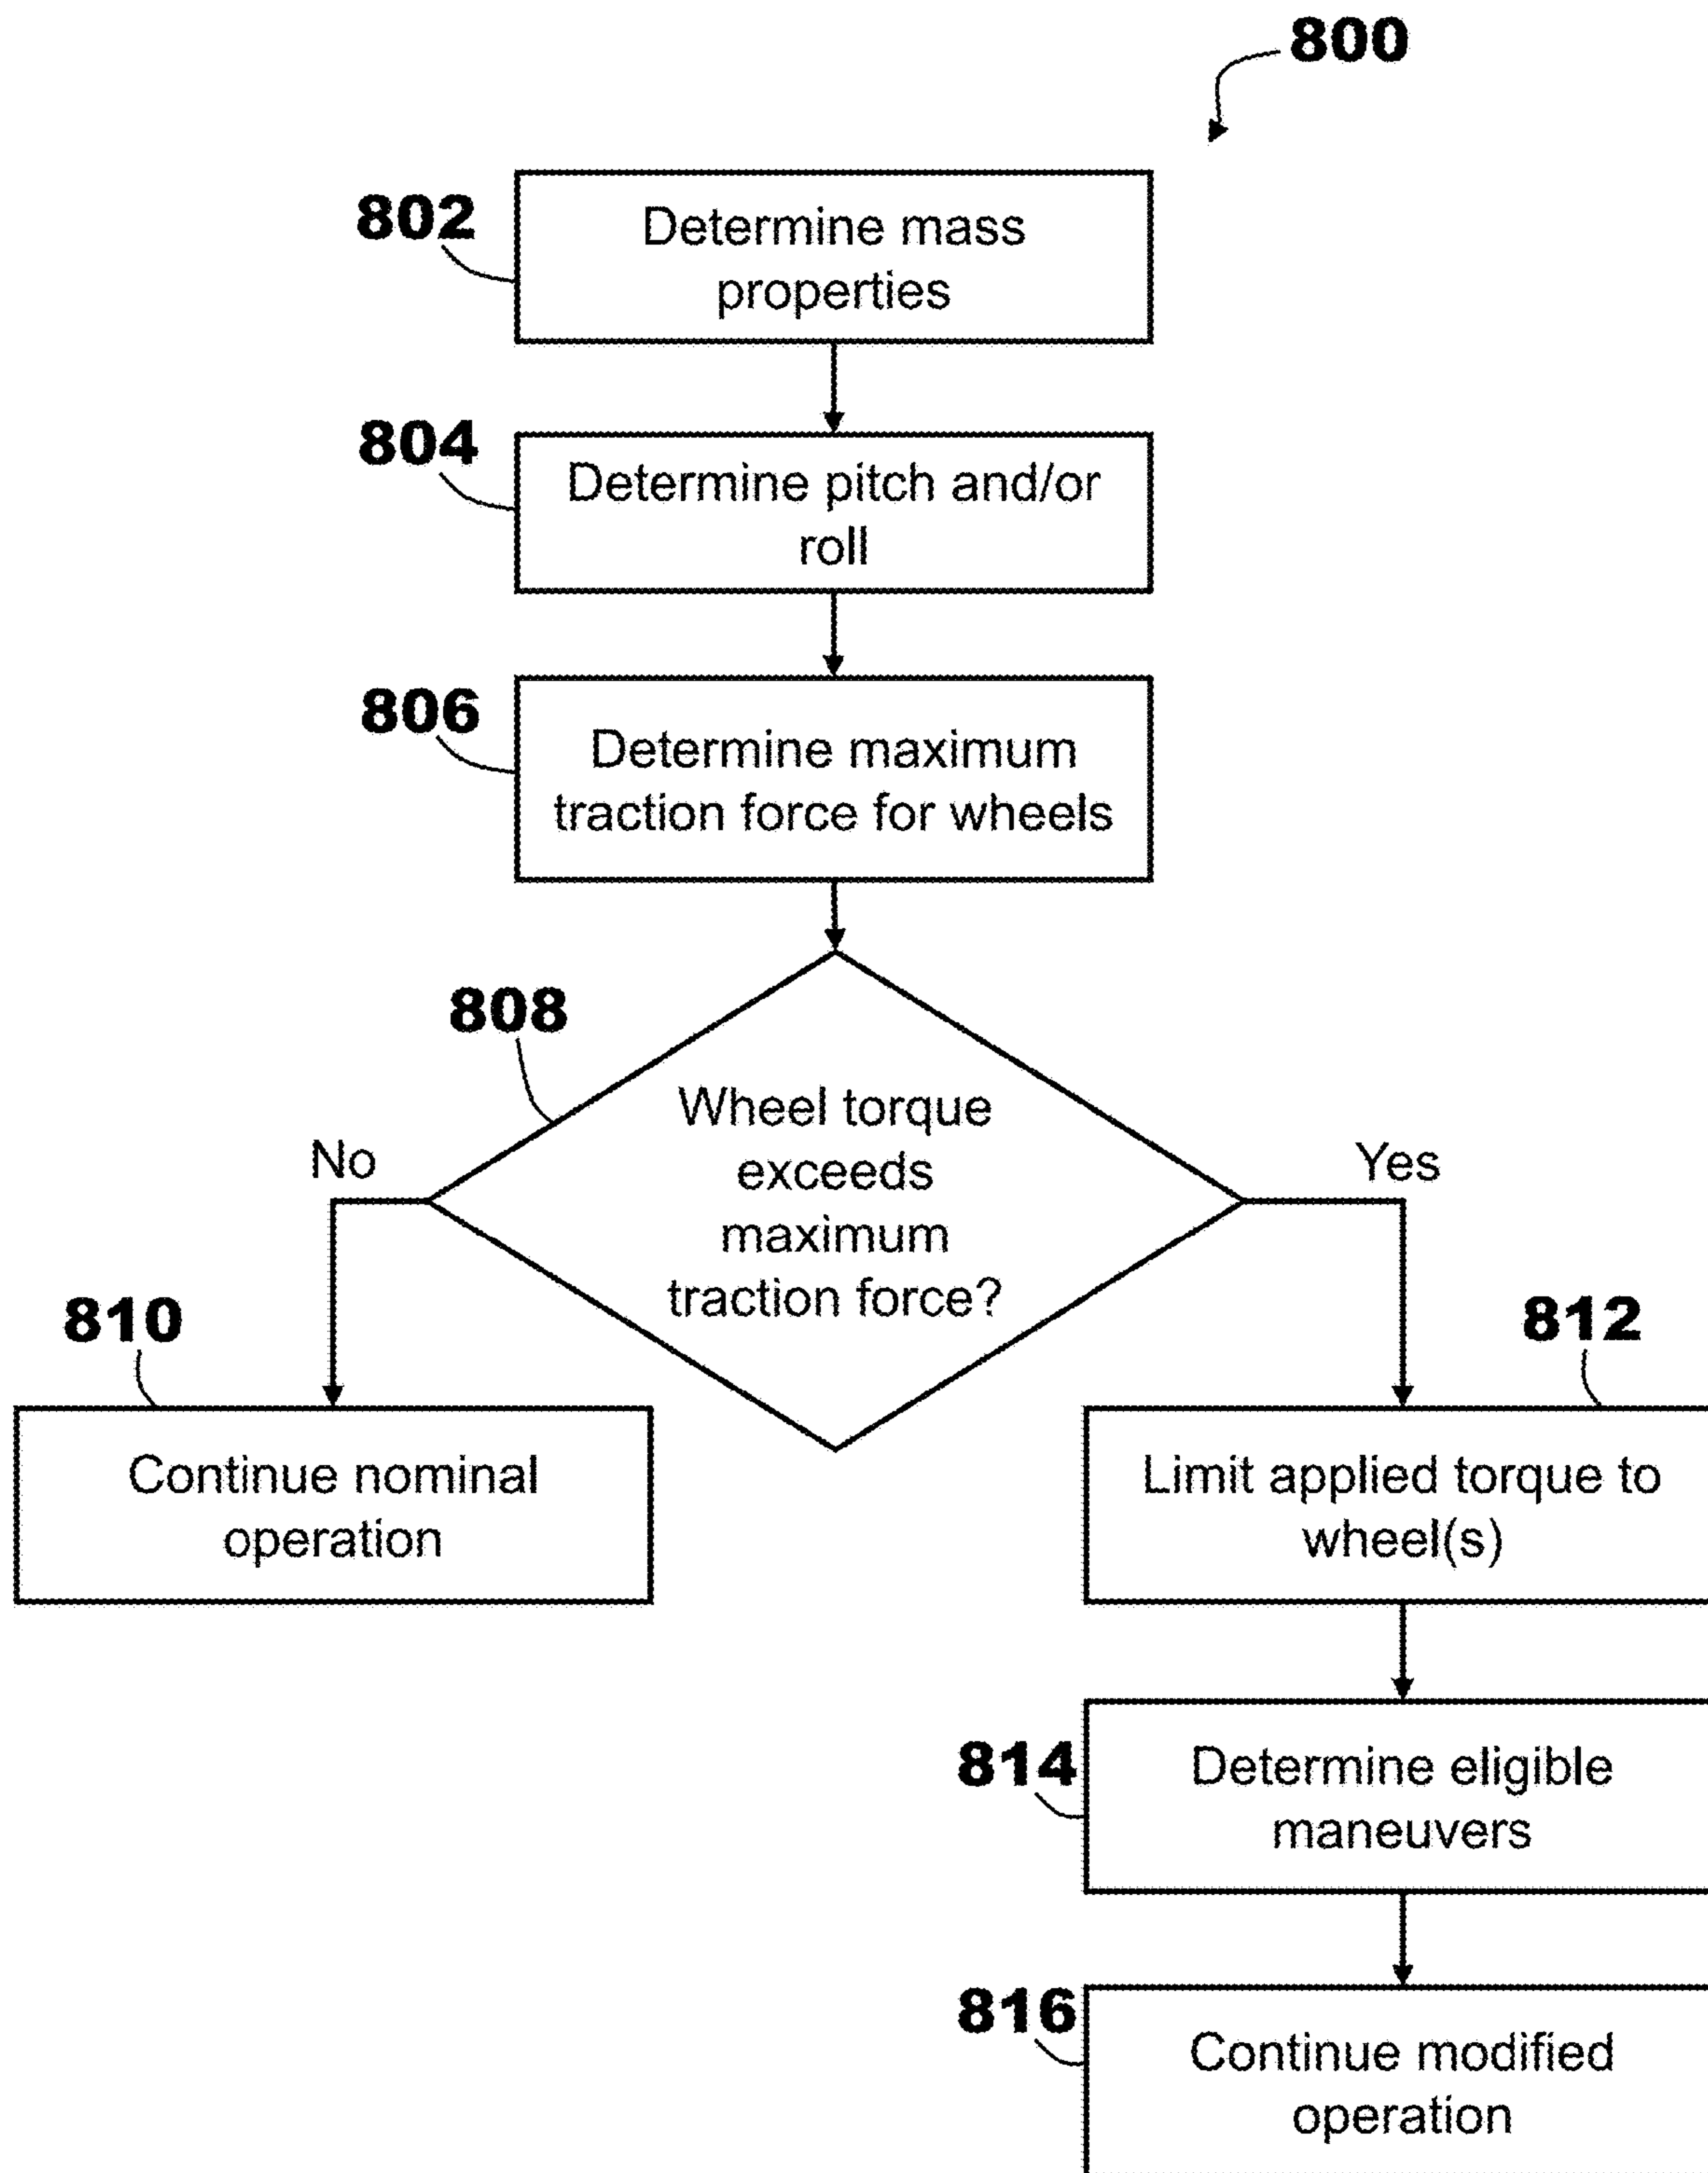 800
802
Determine mass
properties
804
Determine pitch and/or
roll
806
Determine maximum
traction force for wheels
808
Wheel torque
exceeds
maximum
traction force?
No
Yes
810
Continue nominal
operation
812
Limit applied torque to
wheel(s)
814
Determine eligible
maneuvers
816
Continue modified
operation